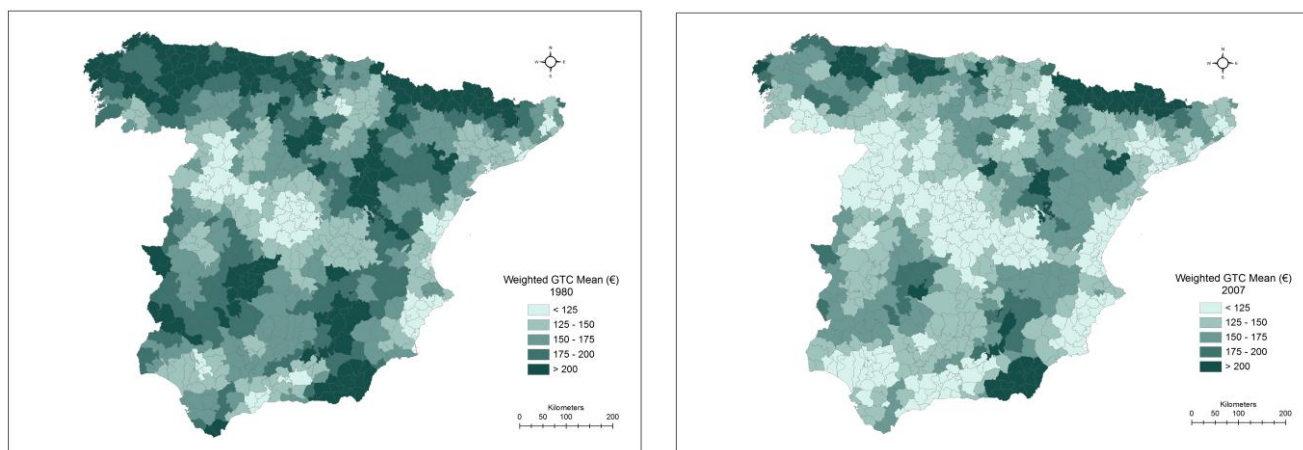 N
W E
S
Weighted GTC Mean (€)
1980
< 125
125 - 150
150 - 175
175 - 200
> 200
Kilometers
0 50 100 200
N
W E
S
Weighted GTC Mean (€)
2007
< 125
125 - 150
150 - 175
175 - 200
> 200
Kilometers
0 50 100 200